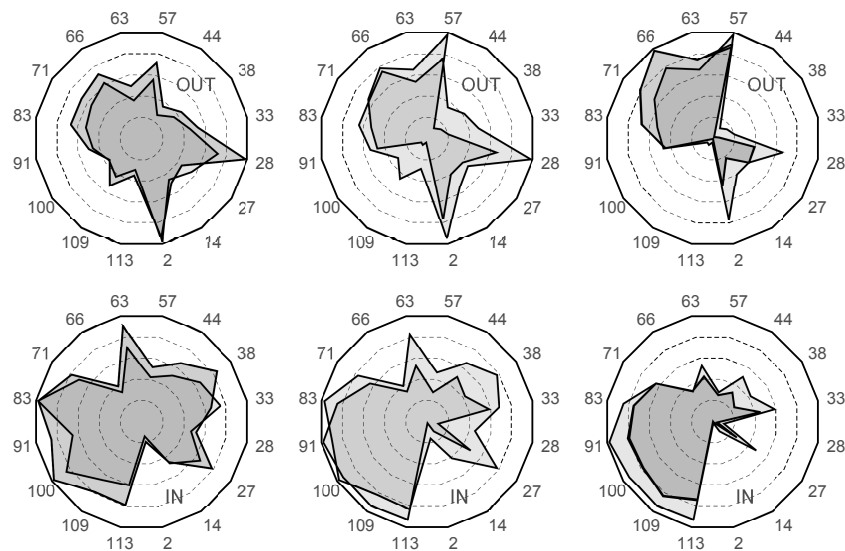 63 57 63 57 63 57
66 44 66 44 66 44
71 38 71 38 71 38
OUT OUT OUT
83 33 83 33 83 33
91 28 91 28 91 28
100 27 100 27 100 27
109 14 109 14 109 14
113 2 113 2 113 2
63 57 63 57 63 57
66 44 66 44 66 44
71 38 71 38 71 38
83 33 83 33 83 33
91 28 91 28 91 28
100 27 100 27 100 27
IN IN IN
109 14 109 14 109 14
113 2 113 2 113 2